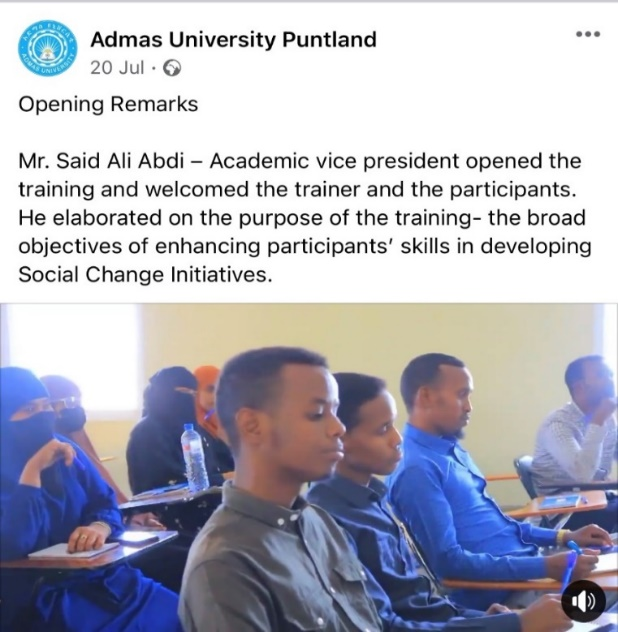 Admas University Puntland
20 Jul ·
Opening Remarks
Mr. Said Ali Abdi – Academic vice president opened the
training and welcomed the trainer and the participants.
He elaborated on the purpose of the training- the broad
objectives of enhancing participants’ skills in developing
Social Change Initiatives.